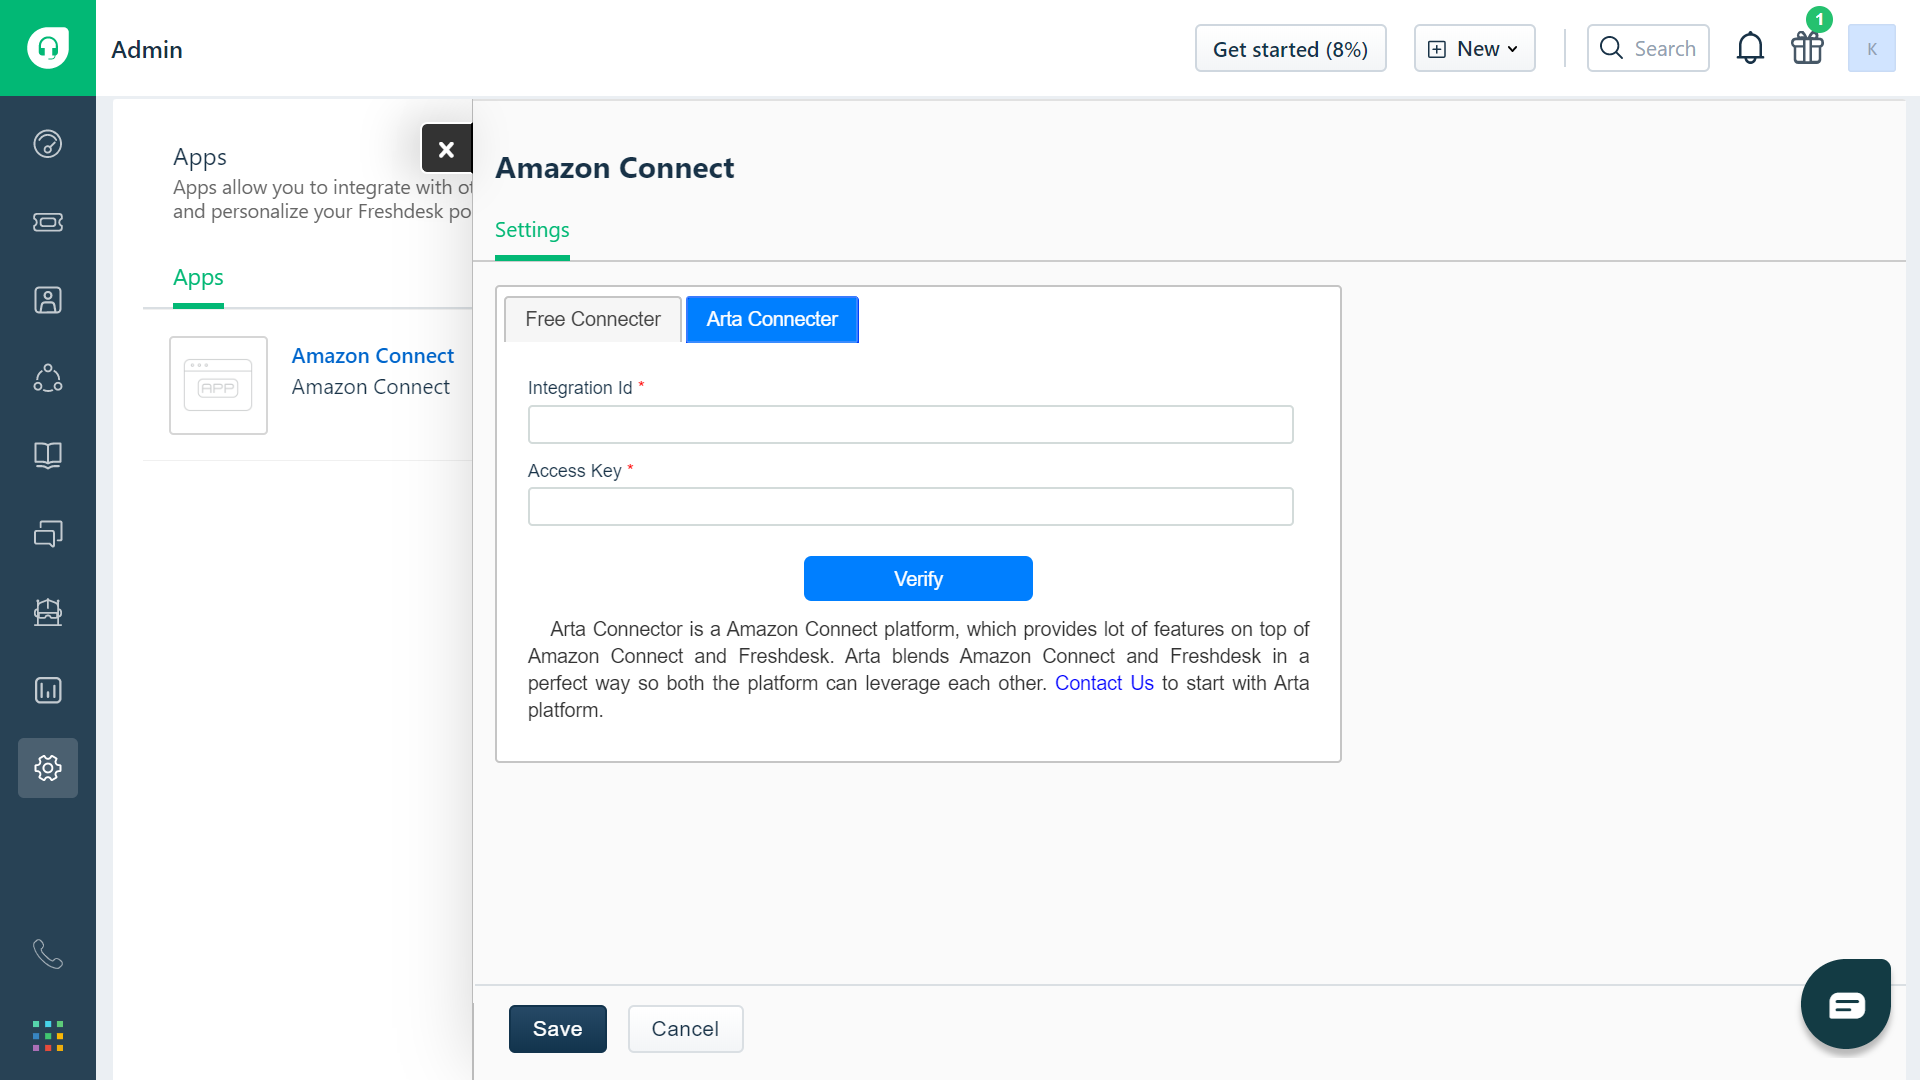 Admin
Get started (8%)
New
Search
1
K
Apps
Apps allow you to integrate with ot
and personalize your Freshdesk po
Apps
APP
Amazon Connect
Amazon Connect
x
Amazon Connect
Settings
Free Connecter
Arta Connecter
Integration Id *
Access Key *
Verify
Arta Connector is a Amazon Connect platform, which provides lot of features on top of
Amazon Connect and Freshdesk. Arta blends Amazon Connect and Freshdesk in a
perfect way so both the platform can leverage each other. Contact Us to start with Arta
platform.
Save
Cancel